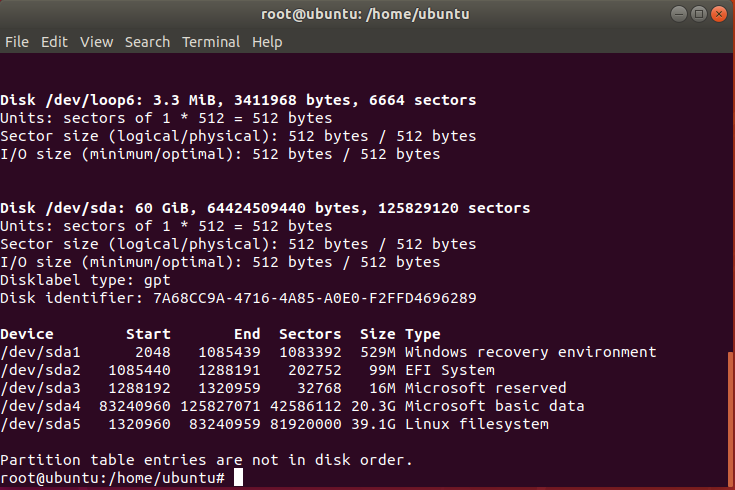 root@ubuntu: /home/ubuntu
File Edit View Search Terminal Help
Disk /dev/loop6: 3.3 MiB, 3411968 bytes, 6664 sectors
Units: sectors of 1 * 512 = 512 bytes
Sector size (logical/physical): 512 bytes / 512 bytes
I/O size (minimum/optimal): 512 bytes / 512 bytes
Disk /dev/sda: 60 GiB, 64424509440 bytes, 125829120 sectors
Units: sectors of 1 * 512 = 512 bytes
Sector size (logical/physical): 512 bytes / 512 bytes
I/O size (minimum/optimal): 512 bytes / 512 bytes
Disklabel type: gpt
Disk identifier: 7A68CC9A-4716-4A85-A0E0-F2FFD4696289
Device Start End Sectors Size Type
/dev/sda1 2048 1085439 1083392 529M Windows recovery environment
/dev/sda2 1085440 1288191 202752 99M EFI System
/dev/sda3 1288192 1320959 32768 16M Microsoft reserved
/dev/sda4 83240960 125827071 42586112 20.3G Microsoft basic data
/dev/sda5 1320960 83240959 81920000 39.1G Linux filesystem
Partition table entries are not in disk order.
root@ubuntu:/home/ubuntu#